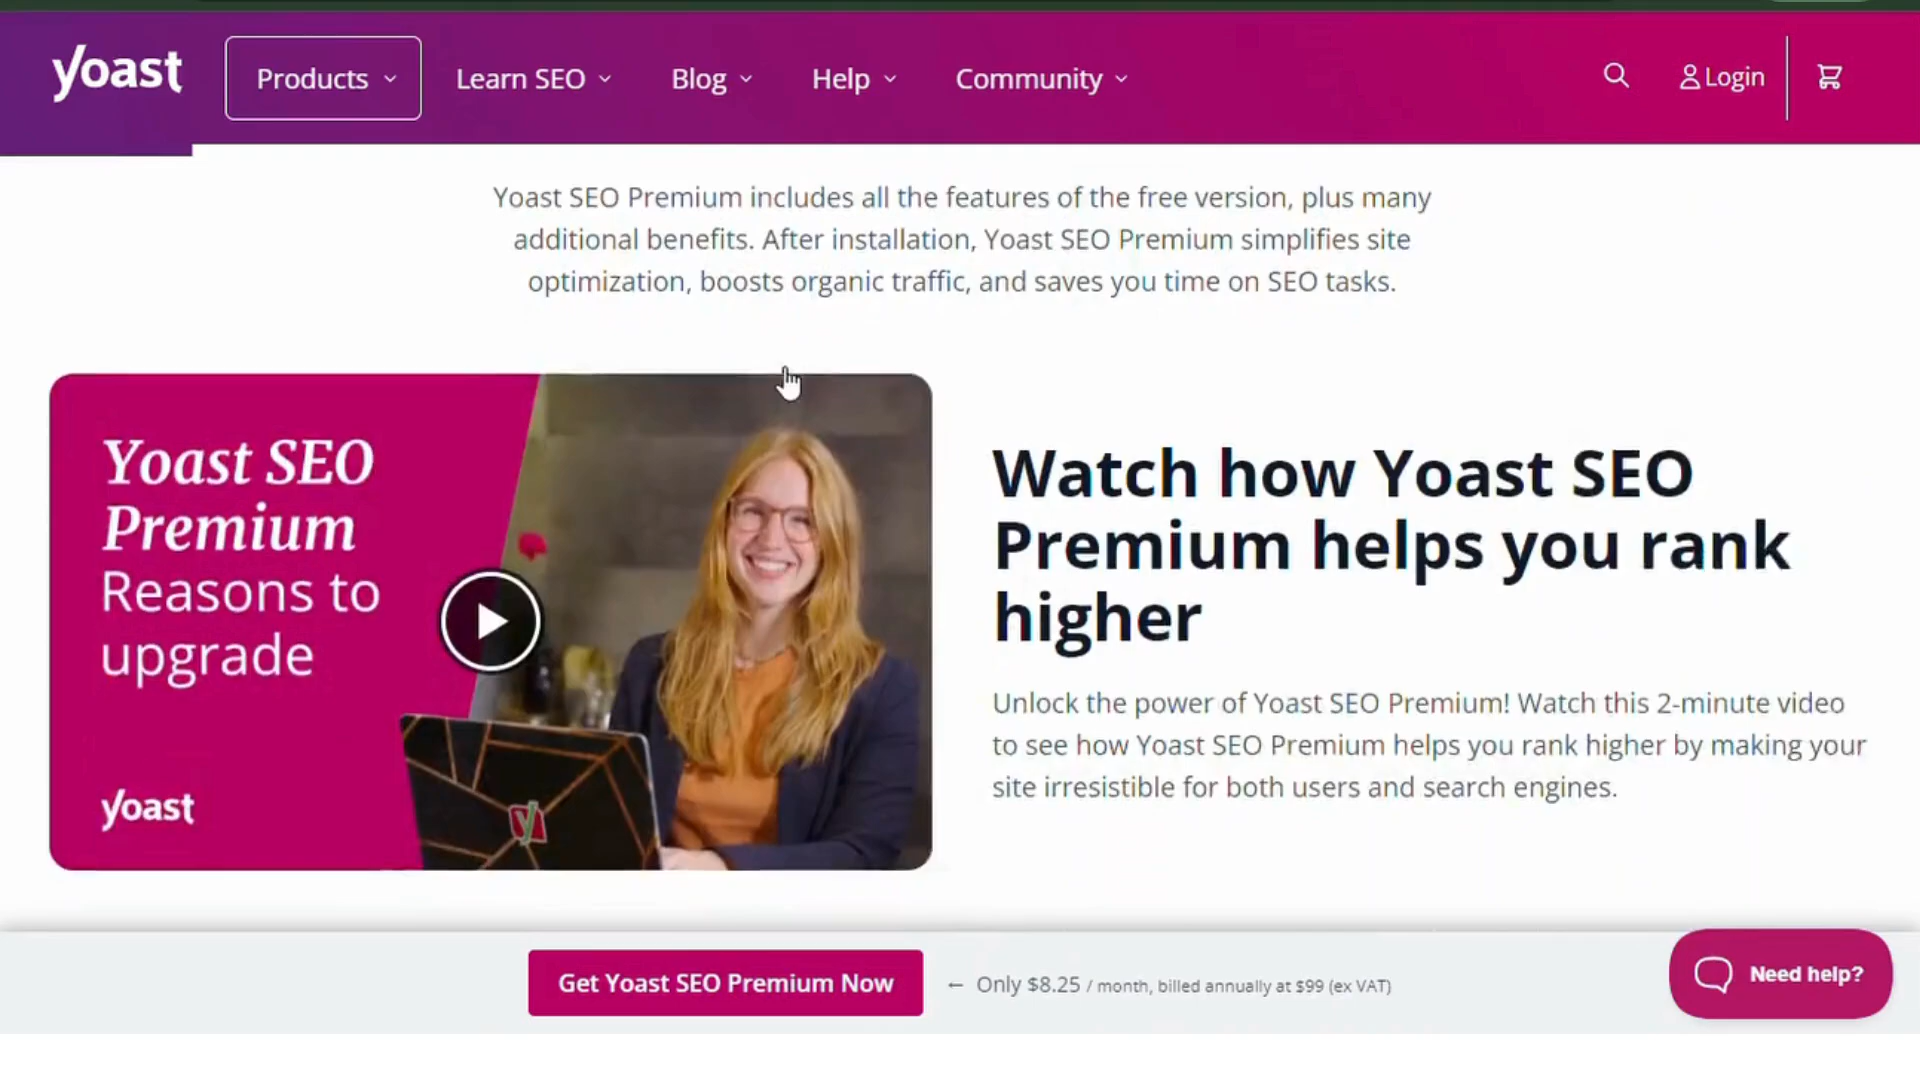 yoast
Products
Learn SEO
Blog
Help
Community
Login
Yoast SEO Premium includes all the features of the free version, plus many
additional benefits. After installation, Yoast SEO Premium simplifies site
optimization, boosts organic traffic, and saves you time on SEO tasks.
Yoast SEO
Premium
Reasons to
upgrade
yoast
y
Watch how Yoast SEO
Premium helps you rank
higher
Unlock the power of Yoast SEO Premium! Watch this 2-minute video
to see how Yoast SEO Premium helps you rank higher by making your
site irresistible for both users and search engines.
Get Yoast SEO Premium Now
← Only $8.25 / month, billed annually at $99 (ex VAT)
Need help?